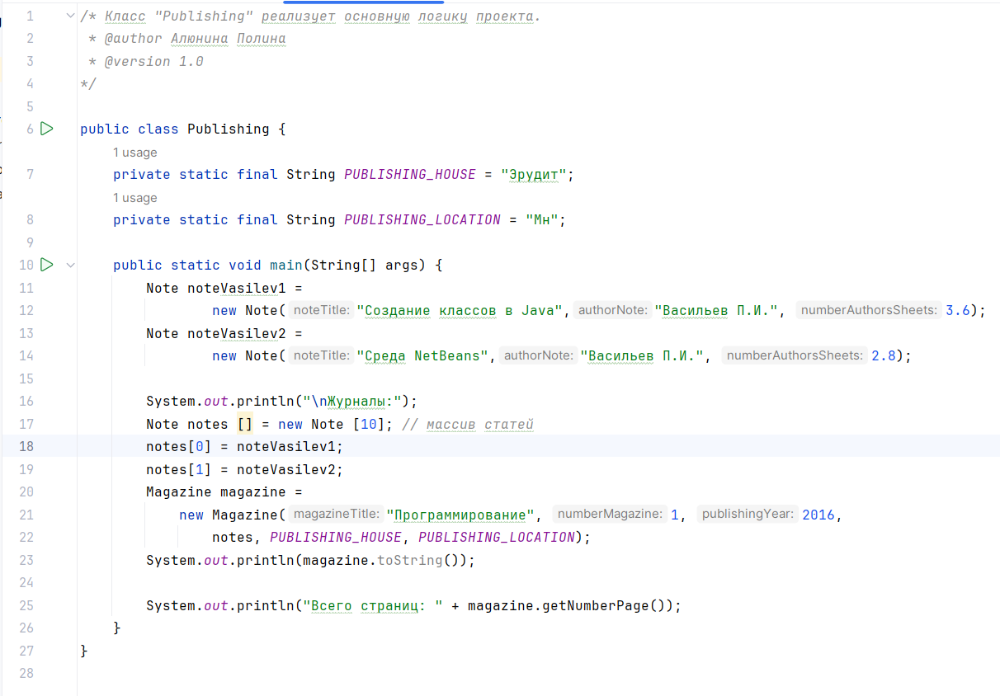 1 /* Класс "Publishing" реализует основную логику проекта.
2 * @author Алюнина Полина
3 * @version 1.0
4 */
5
6 public class Publishing {
1 usage
7 private static final String PUBLISHING_HOUSE = "Эрудит";
1 usage
8 private static final String PUBLISHING_LOCATION = "Мн";
9
10 public static void main(String[] args) {
11 Note noteVasilev1 =
12 new Note( noteTitle: "Создание классов в Java", authorNote: "Васильев П.И.", numberAuthorsSheets: 3.6);
13 Note noteVasilev2 =
14 new Note( noteTitle: "Среда NetBeans", authorNote: "Васильев П.И.", numberAuthorsSheets: 2.8);
15
16 System.out.println("\nЖурналы:");
17 Note notes [] = new Note [10]; // массив статей
18 notes[0] = noteVasilev1;
19 notes[1] = noteVasilev2;
20 Magazine magazine =
21 new Magazine( magazineTitle: "Программирование", numberMagazine: 1, publishingYear: 2016,
22 notes, PUBLISHING_HOUSE, PUBLISHING_LOCATION);
23 System.out.println(magazine.toString());
24
25 System.out.println("Всего страниц: " + magazine.getNumberPage());
26 }
27 }
28